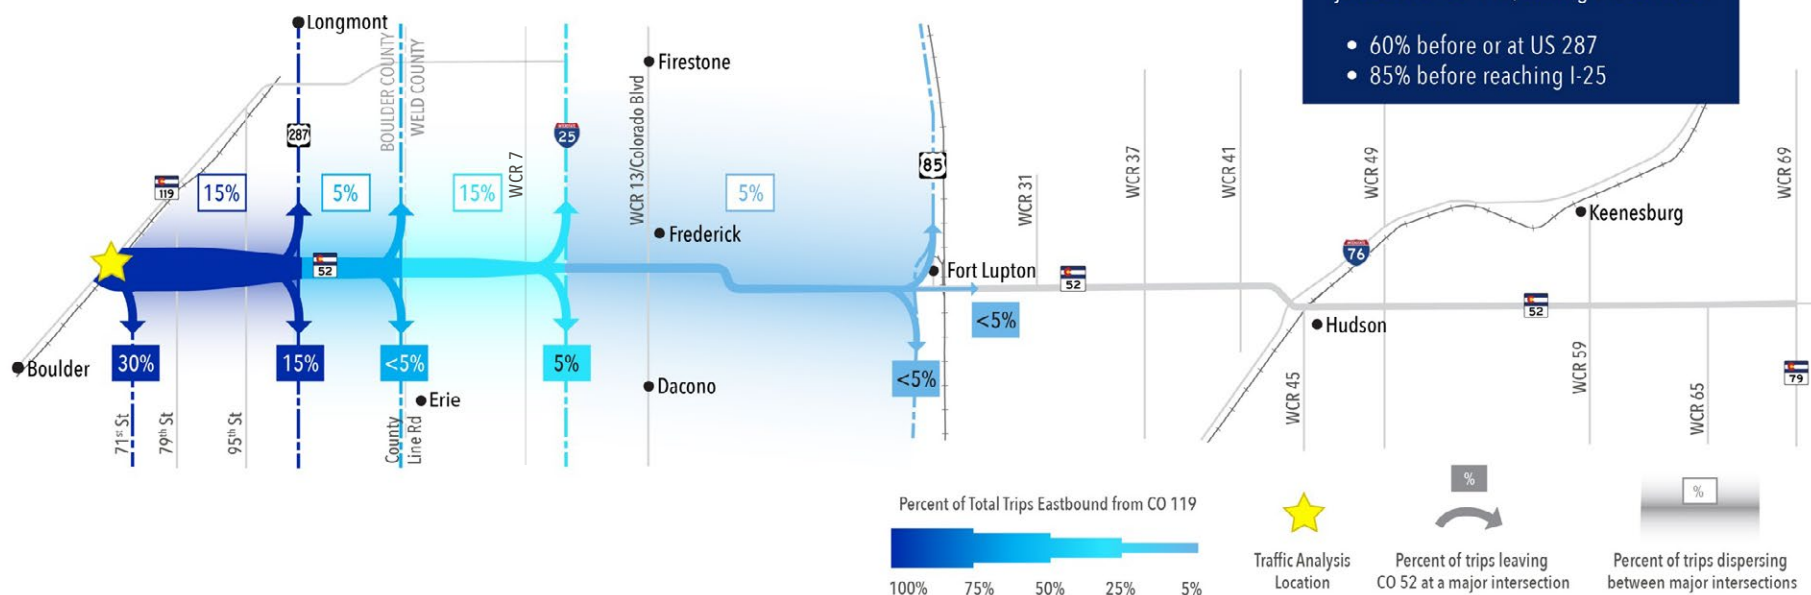 60% before or at US 287
85% before reaching I-25
Longmont
BOULDER COUNTY
WELD COUNTY
Firestone
WCR 13/Colorado Blvd
287
25
WCR 7
119
15%
5%
15%
5%
85
WCR 31
WCR 37
WCR 41
WCR 49
WCR 69
Keenesburg
Frederick
52
76
Fort Lupton
52
<5%
52
Hudson
Boulder
30%
15%
<5%
5%
<5%
Dacono
Erie
71st St
79th St
95th St
County
Line Rd
WCR 45
WCR 59
WCR 65
79
Percent of Total Trips Eastbound from CO 119
100%
75%
50%
25%
5%
Traffic Analysis
Location
%
Percent of trips leaving
CO 52 at a major intersection
%
Percent of trips dispersing
between major intersections